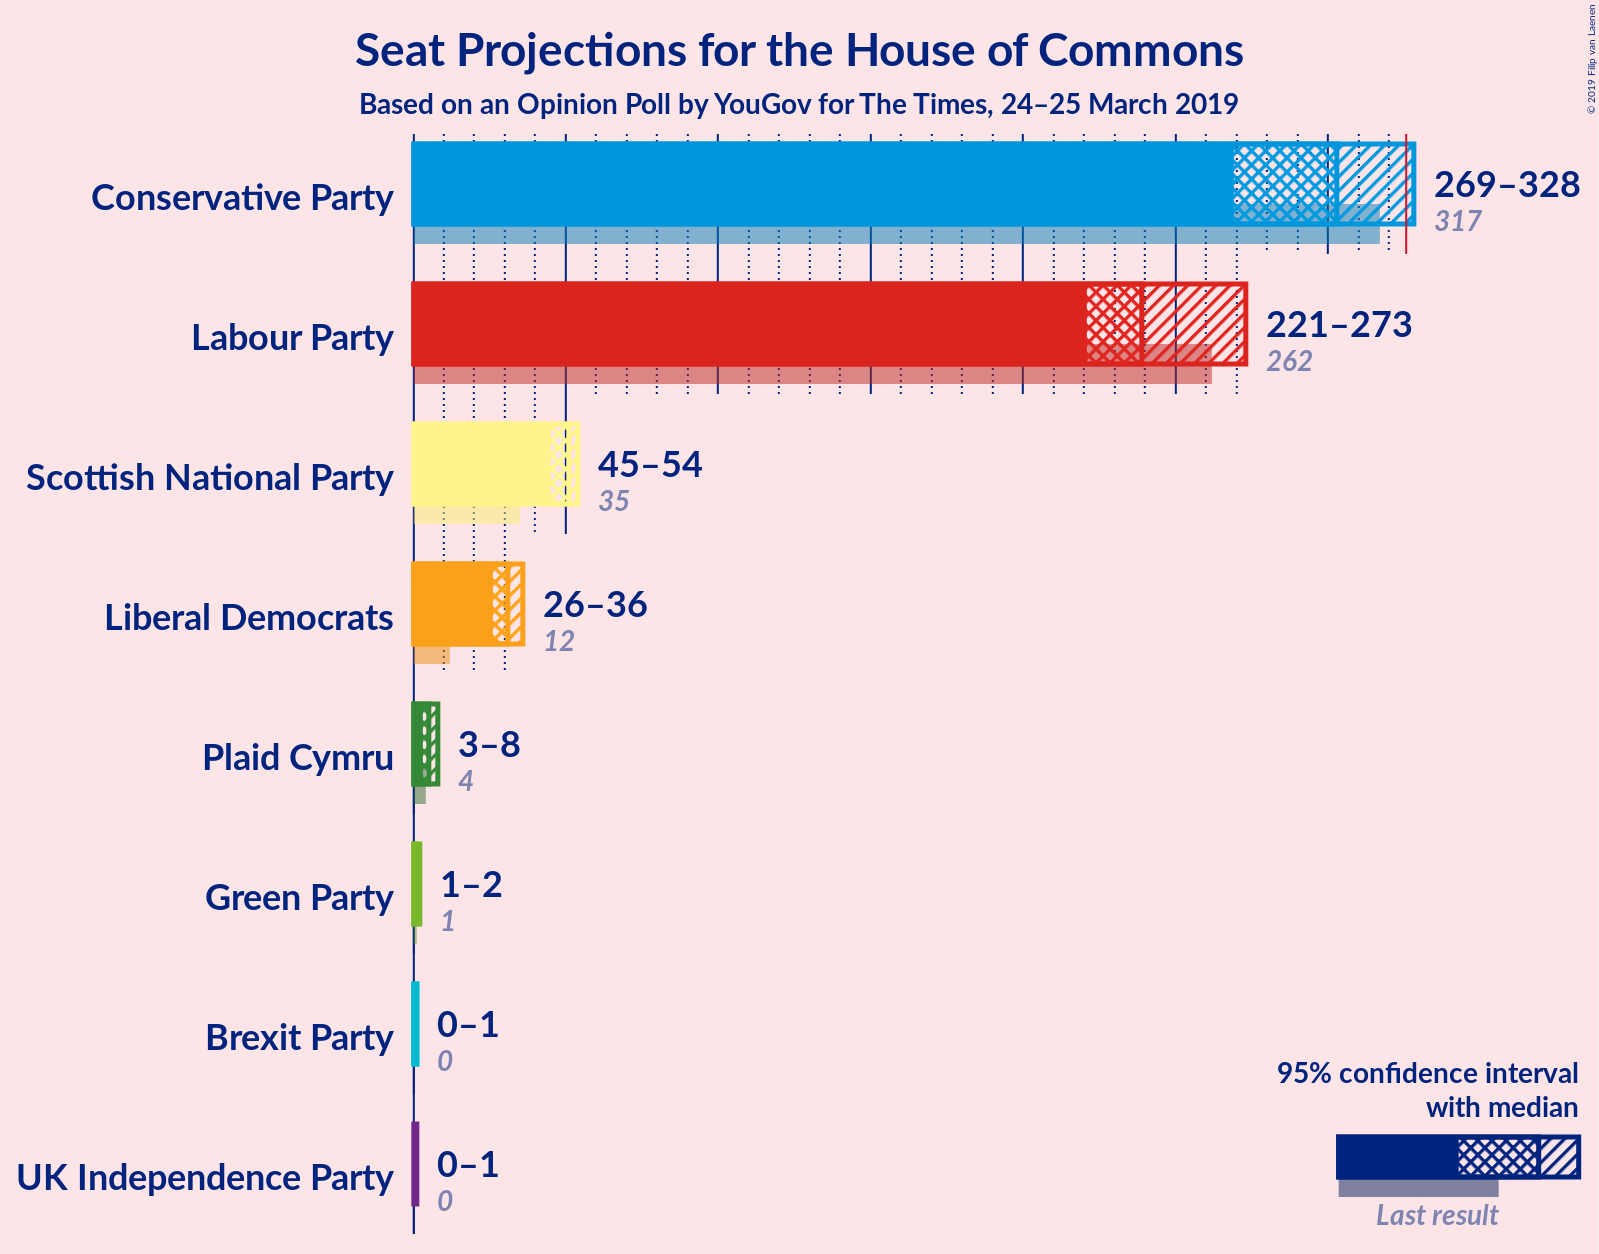 Seat Projections for the House of Commons
Based on an Opinion Poll by YouGov for The Times, 24–25 March 2019
© 2019 Filip van Laenen
Conservative Party
269–328
317
Labour Party
221–273
262
Scottish National Party
45–54
35
Liberal Democrats
26–36
12
Plaid Cymru
3–8
4
Green Party
1–2
1
Brexit Party
0–1
0
UK Independence Party
0–1
0
95% confidence interval
with median
Last result